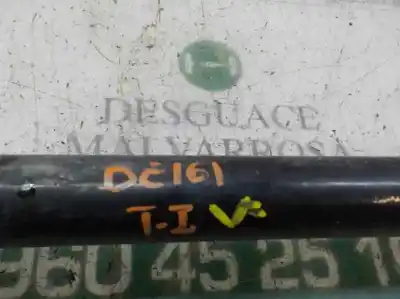 DESGUACE
MALVARROSA
DC161
T-I
960 45 25 1